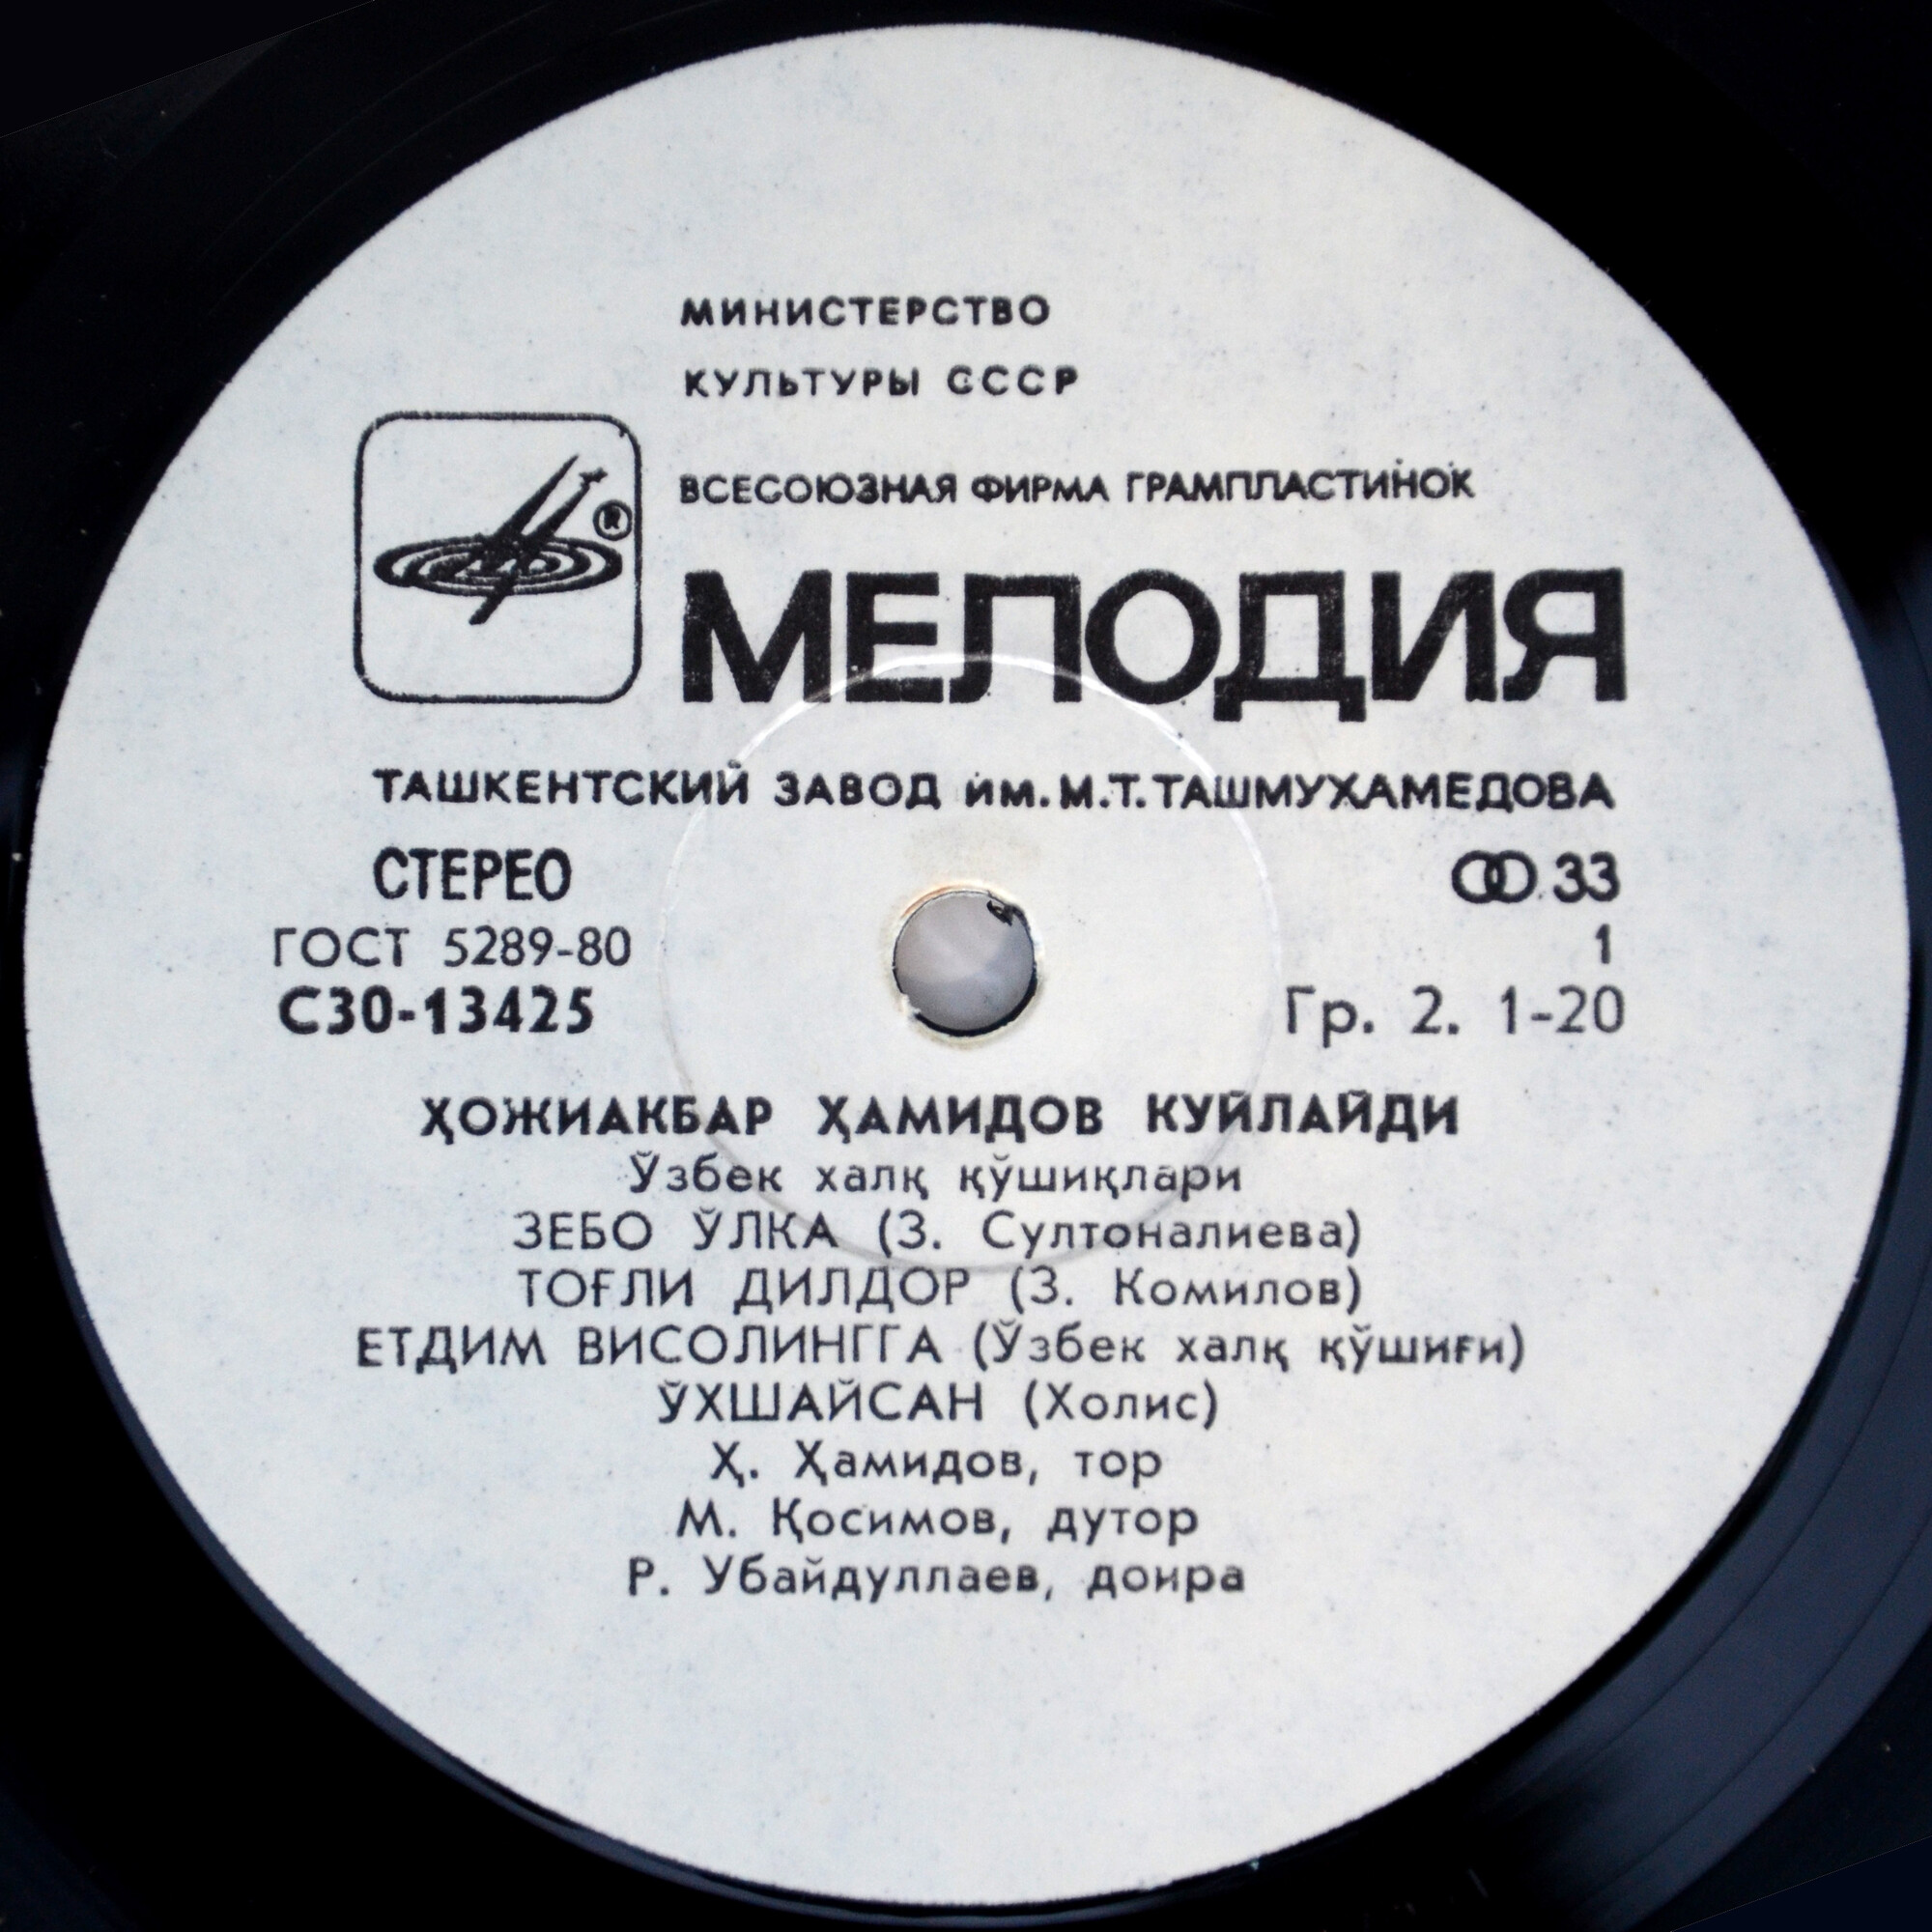 МИНИСТЕРСТВО
КУЛЬТУРЫ СССР
ВСЕСОЮЗНАЯ ФИРМА ГРАМПЛАСТИНОК
®
МЕЛОДИЯ
ТАШКЕНТСКИЙ ЗАВОД им. М.Т. ТАШМУХАМЕДОВА
СТЕРЕО
33
ГОСТ 5289-80
1
С30-13425
Гр. 2. 1-20
ҲОЖИАКБАР ҲАМИДОВ КУЙЛАЙДИ
Ўзбек халқ қўшиқлари
ЗЕБО ЎЛКА (З. Султоналиева)
ТОҒЛИ ДИЛДОР (З. Комилов)
ЕТДИМ ВИСОЛИНГГА (Ўзбек халқ қўшиғи)
ЎХШАЙСАН (Холис)
Ҳ. Ҳамидов, тор
М. Қосимов, дутор
Р. Убайдуллаев, доира